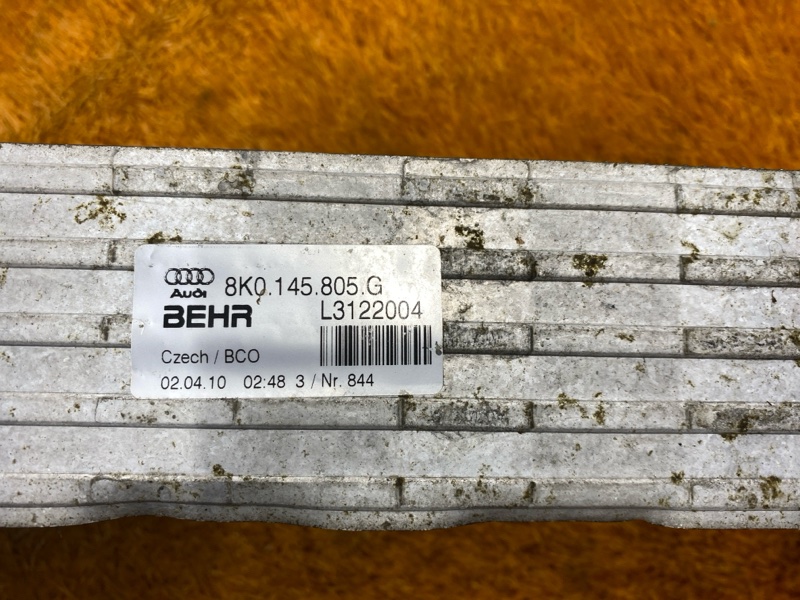 Audi
8K0.145.805.G
BEHR
L3122004
Czech / BCO
02.04.10 02:48 3 / Nr. 844